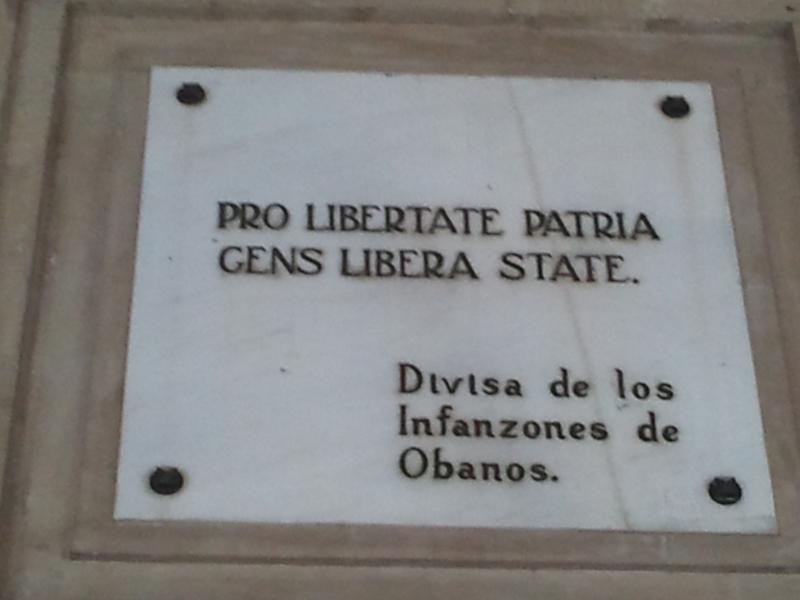 PRO LIBERTATE PATRIA
GENS LIBERA STATE.
Divisa de los
Infanzones de
Obanos.